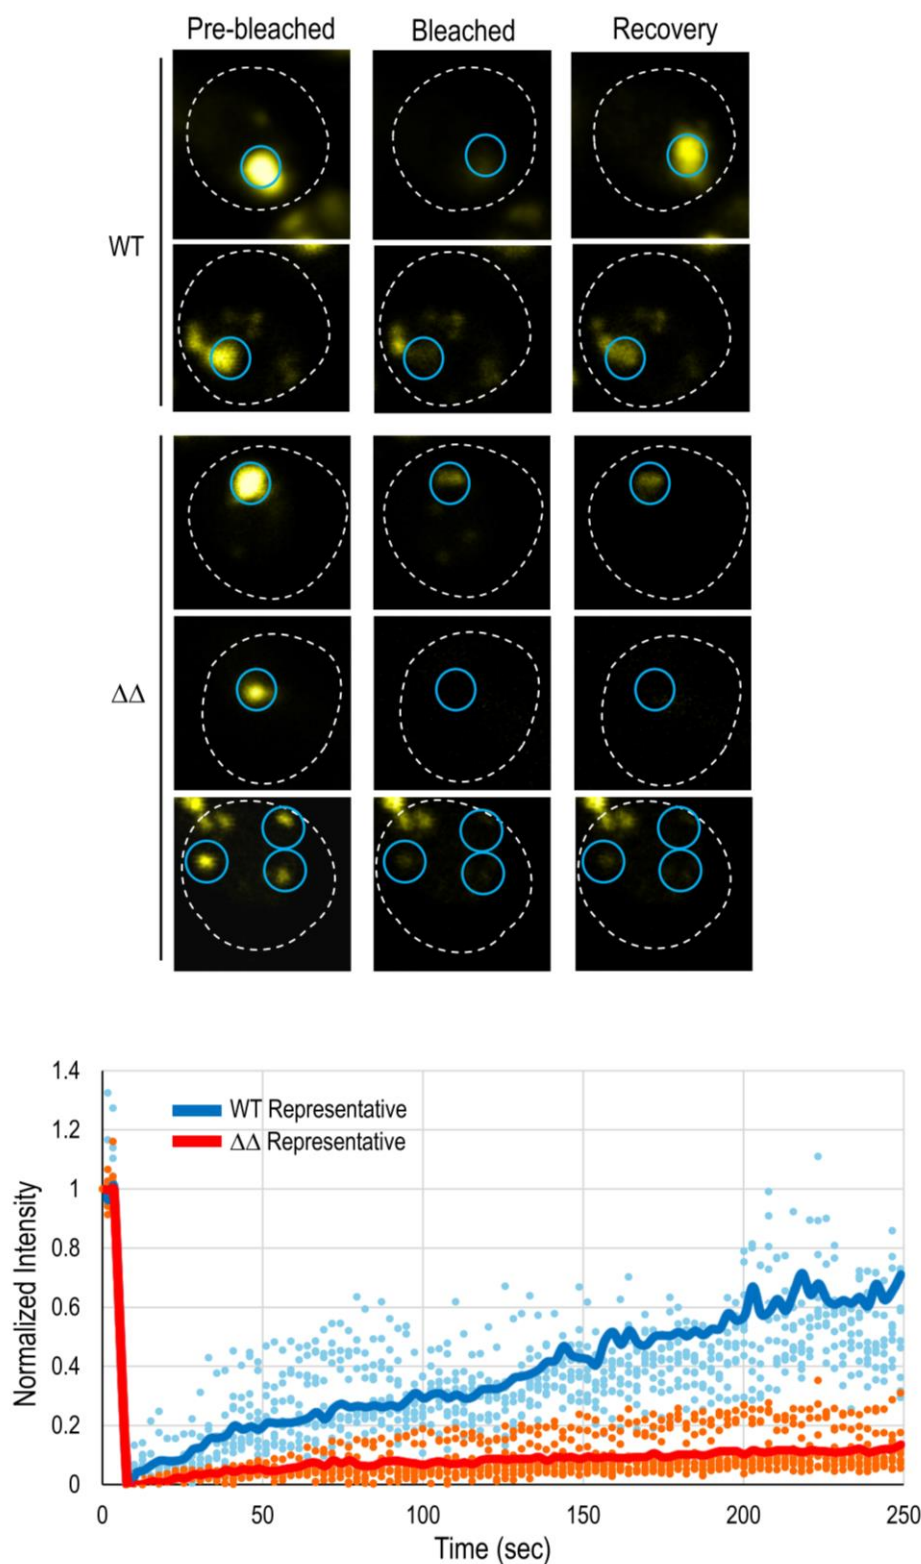 Pre-bleached Bleached Recovery
WT
ΔΔ
1.4
1.2
1
0.8
0.6
0.4
0.2
0
Normalized Intensity
WT Representative
ΔΔ Representative
0 50 100 150 200 250
Time (sec)